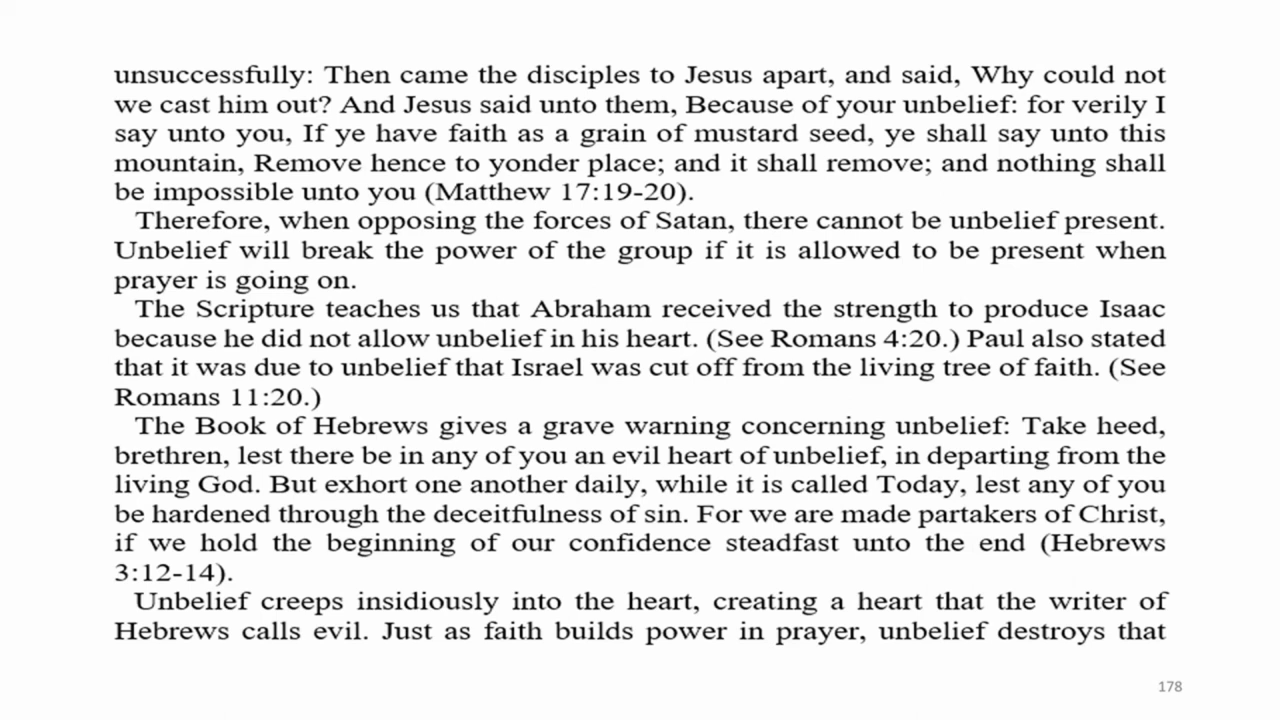 unsuccessfully: Then came the disciples to Jesus apart, and said, Why could not
we cast him out? And Jesus said unto them, Because of your unbelief: for verily I
say unto you, If ye have faith as a grain of mustard seed, ye shall say unto this
mountain, Remove hence to yonder place; and it shall remove; and nothing shall
be impossible unto you (Matthew 17:19-20).
Therefore, when opposing the forces of Satan, there cannot be unbelief present.
Unbelief will break the power of the group if it is allowed to be present when
prayer is going on.
The Scripture teaches us that Abraham received the strength to produce Isaac
because he did not allow unbelief in his heart. (See Romans 4:20.) Paul also stated
that it was due to unbelief that Israel was cut off from the living tree of faith. (See
Romans 11:20.)
The Book of Hebrews gives a grave warning concerning unbelief: Take heed,
brethren, lest there be in any of you an evil heart of unbelief, in departing from the
living God. But exhort one another daily, while it is called Today, lest any of you
be hardened through the deceitfulness of sin. For we are made partakers of Christ,
if we hold the beginning of our confidence steadfast unto the end (Hebrews
3:12-14).
Unbelief creeps insidiously into the heart, creating a heart that the writer of
Hebrews calls evil. Just as faith builds power in prayer, unbelief destroys that
178